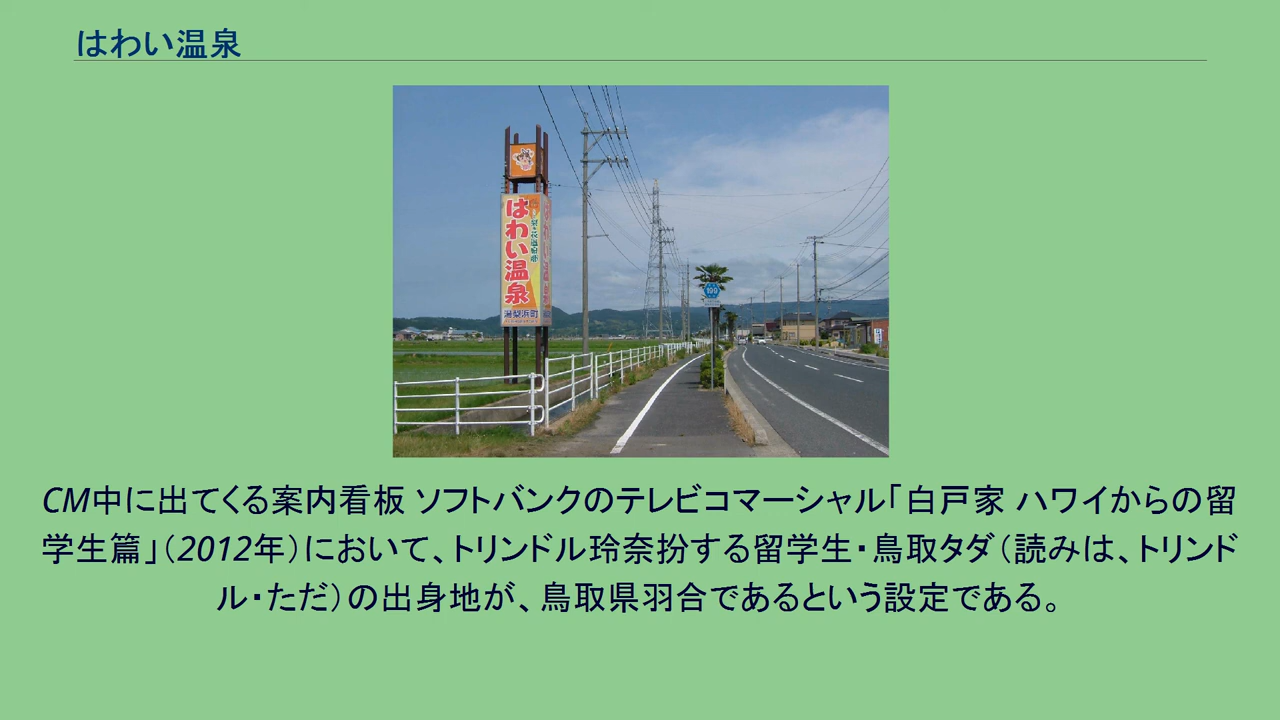 はわい温泉
はわい温泉
湯梨浜町
199
CM中に出てくる案内看板 ソフトバンクのテレビコマーシャル「白戸家 ハワイからの留
学生篇」（2012年）において、トリンドル玲奈扮する留学生・鳥取タダ（読みは、トリンド
ル・ただ）の出身地が、鳥取県羽合であるという設定である。